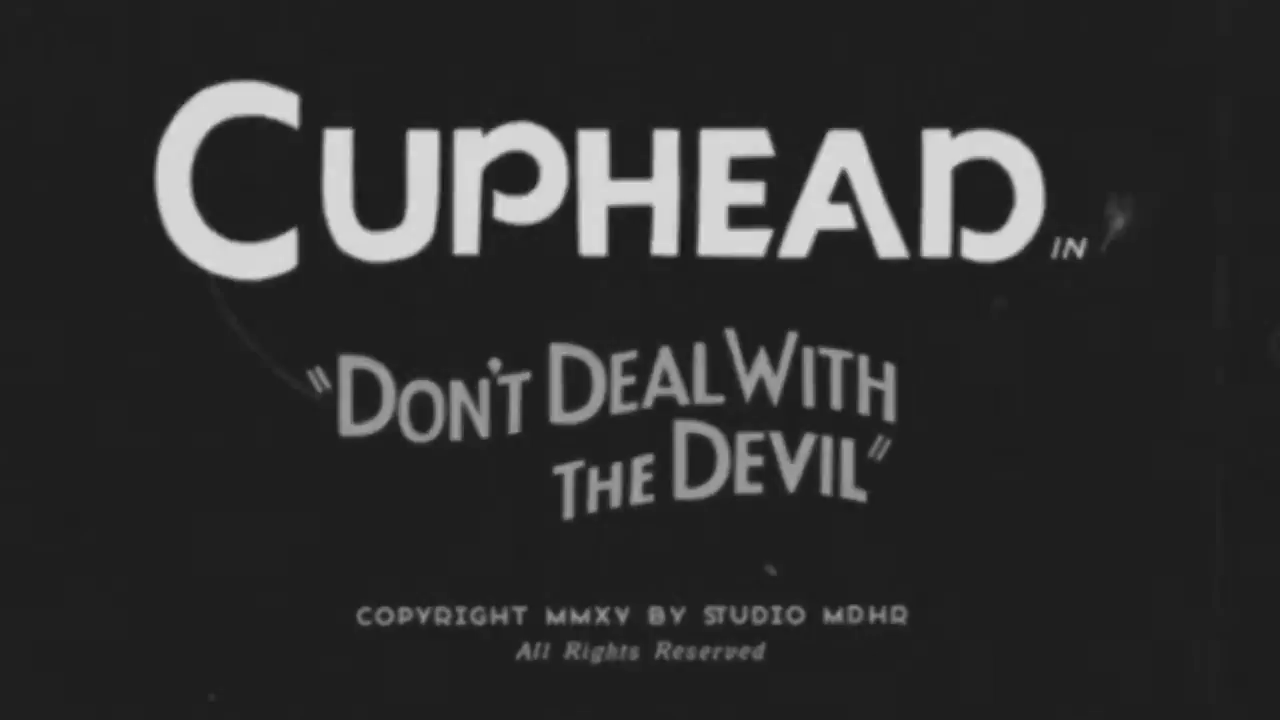 CUPHEAD IN
"DON'T DEAL WITH
THE DEVIL"
COPYRIGHT MMXV BY STUDIO MDHR
All Rights Reserved